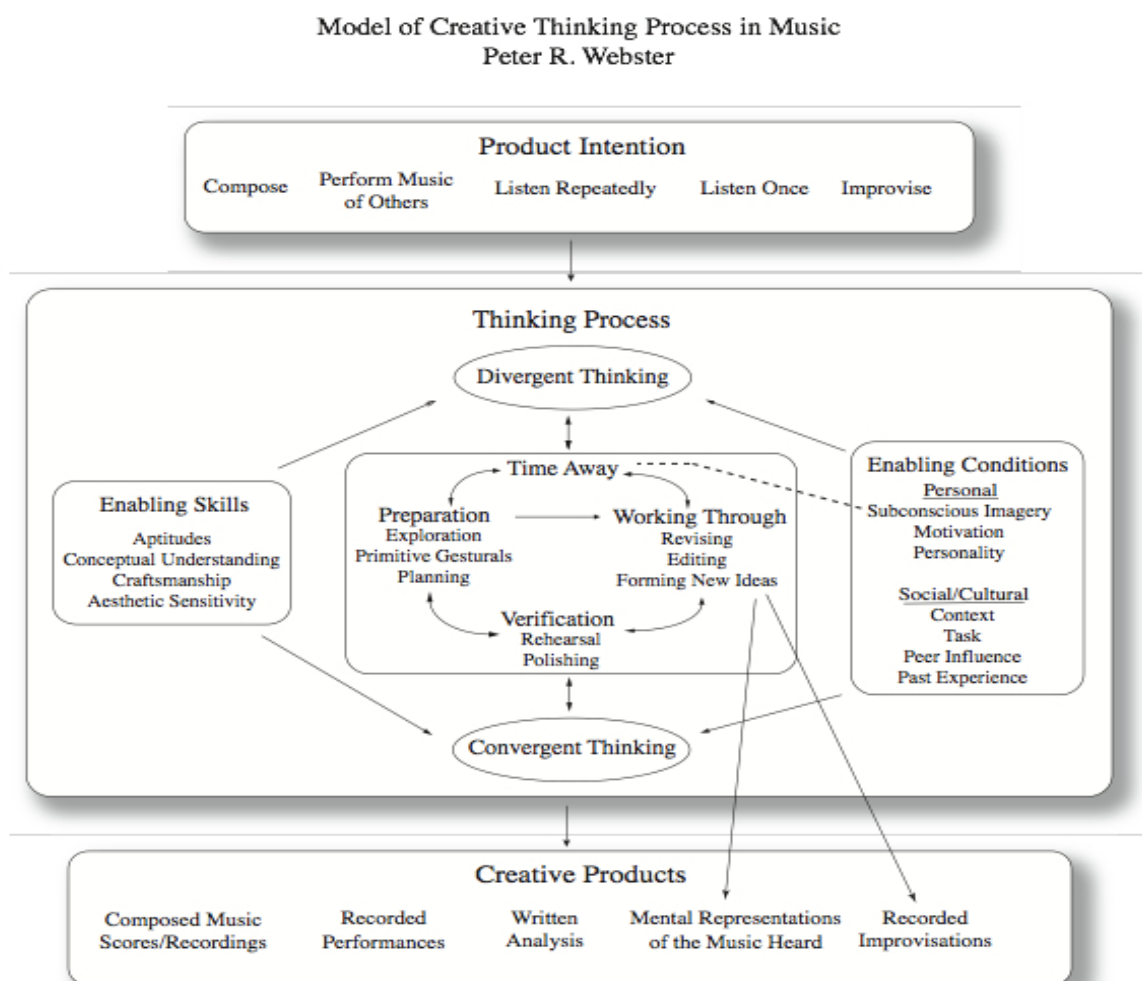 Model of Creative Thinking Process in Music
Peter R. Webster
Product Intention
Compose
Perform Music
of Others
Listen Repeatedly
Listen Once
Improvise
Thinking Process
Divergent Thinking
Enabling Skills
Aptitudes
Conceptual Understanding
Craftsmanship
Aesthetic Sensitivity
Time Away
Preparation
Exploration
Primitive Gesturals
Planning
Working Through
Revising
Editing
Forming New Ideas
Verification
Rehearsal
Polishing
Enabling Conditions
Personal
Subconscious Imagery
Motivation
Personality
Social/Cultural
Context
Task
Peer Influence
Past Experience
Convergent Thinking
Creative Products
Composed Music
Scores/Recordings
Recorded
Performances
Written
Analysis
Mental Representations
of the Music Heard
Recorded
Improvisations